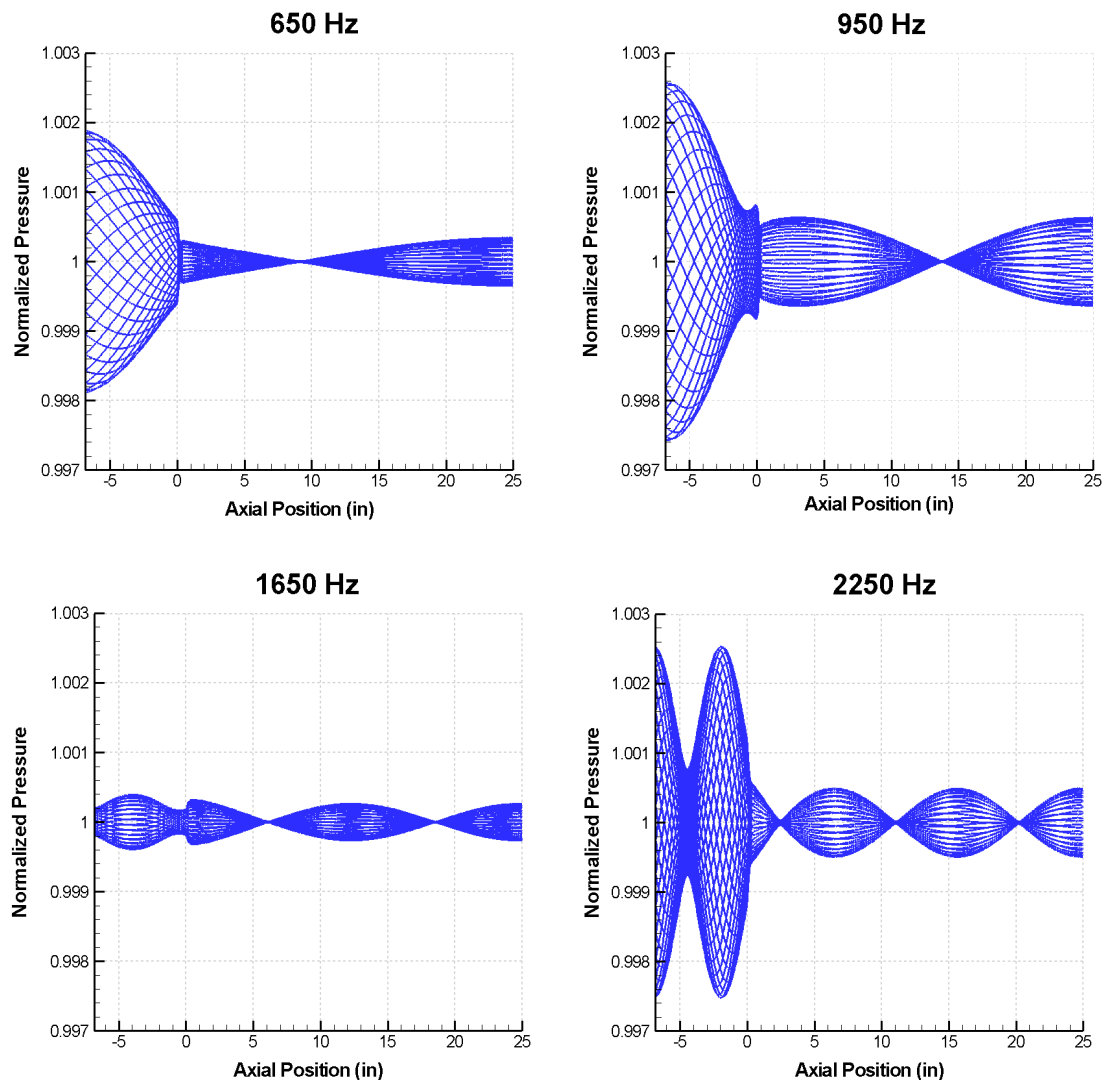 650 Hz
1.003
1.002
1.001
1
0.999
0.998
0.997
Normalized Pressure
-5 0 5 10 15 20 25
Axial Position (in)
950 Hz
1.003
1.002
1.001
1
0.999
0.998
0.997
Normalized Pressure
-5 0 5 10 15 20 25
Axial Position (in)
1650 Hz
1.003
1.002
1.001
1
0.999
0.998
0.997
Normalized Pressure
-5 0 5 10 15 20 25
Axial Position (in)
2250 Hz
1.003
1.002
1.001
1
0.999
0.998
0.997
Normalized Pressure
-5 0 5 10 15 20 25
Axial Position (in)